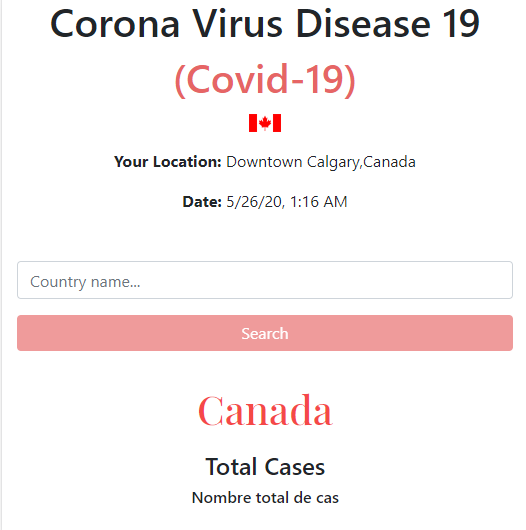 Corona Virus Disease 19
(Covid-19)
Your Location: Downtown Calgary,Canada
Date: 5/26/20, 1:16 AM
Country name...
Search
Canada
Total Cases
Nombre total de cas